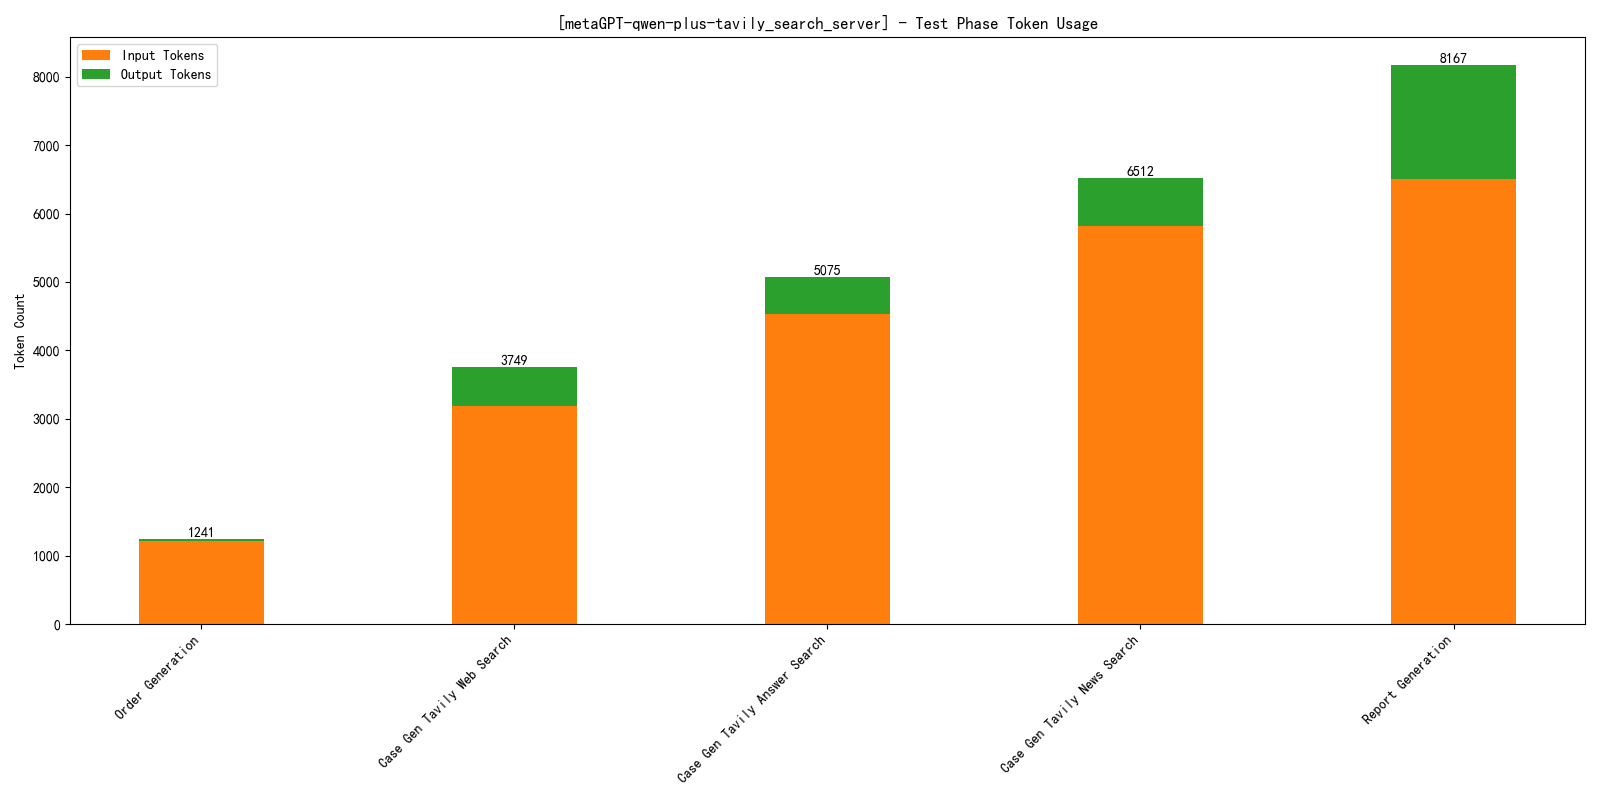 [metaGPT-qwen-plus-tavily_search_server] - Test Phase Token Usage
Input Tokens
Output Tokens
Token Count
8000
7000
6000
5000
4000
3000
2000
1000
0
1241
3749
5075
6512
8167
Order Generation
Case Gen Tavily Web Search
Case Gen Tavily Answer Search
Case Gen Tavily News Search
Report Generation